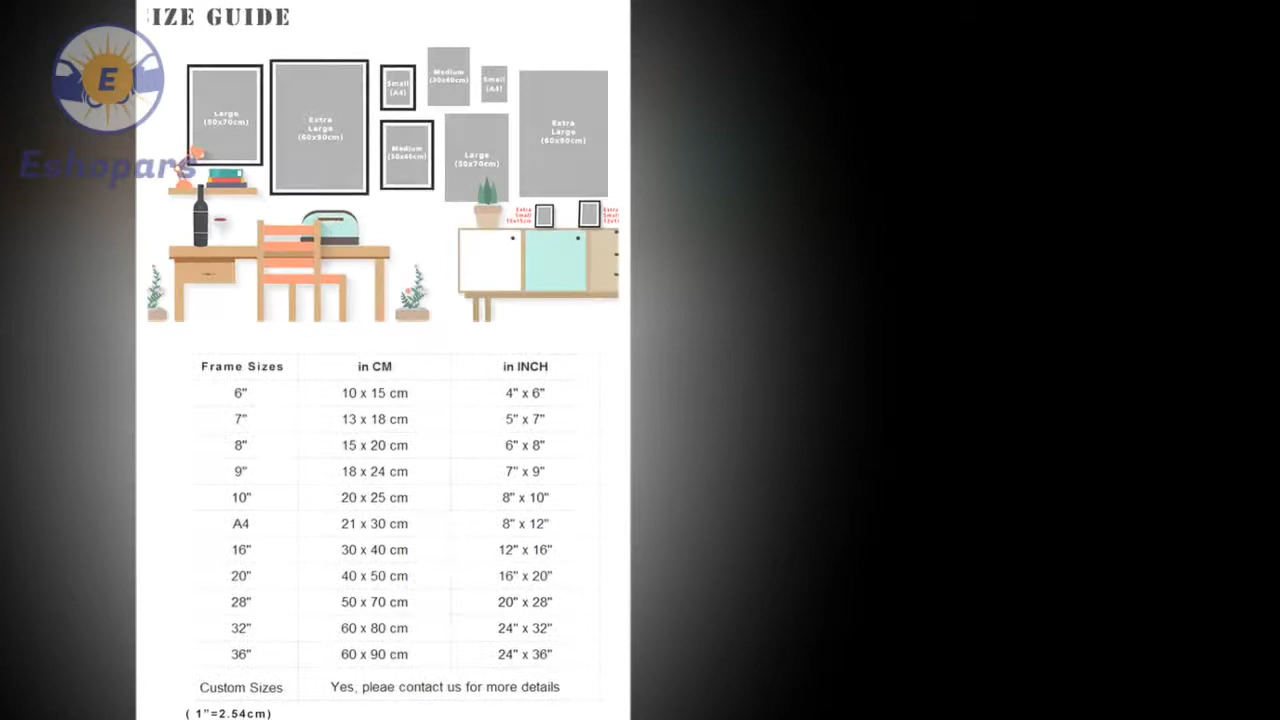 SIZE GUIDE
E
Eshopars
Large
(50x70cm)
Extra
Large
(60x90cm)
Small
(A4)
Medium
(30x40cm)
Medium
(30x40cm)
Small
(A4)
Large
(50x70cm)
Extra
Large
(60x90cm)
Extra
Small
Extra
Small
Frame Sizes in CM in INCH
6" 10 x 15 cm 4" x 6"
7" 13 x 18 cm 5" x 7"
8" 15 x 20 cm 6" x 8"
9" 18 x 24 cm 7" x 9"
10" 20 x 25 cm 8" x 10"
A4 21 x 30 cm 8" x 12"
16" 30 x 40 cm 12" x 16"
20" 40 x 50 cm 16" x 20"
28" 50 x 70 cm 20" x 28"
32" 60 x 80 cm 24" x 32"
36" 60 x 90 cm 24" x 36"
Custom Sizes Yes, pleae contact us for more details
( 1"=2.54cm)